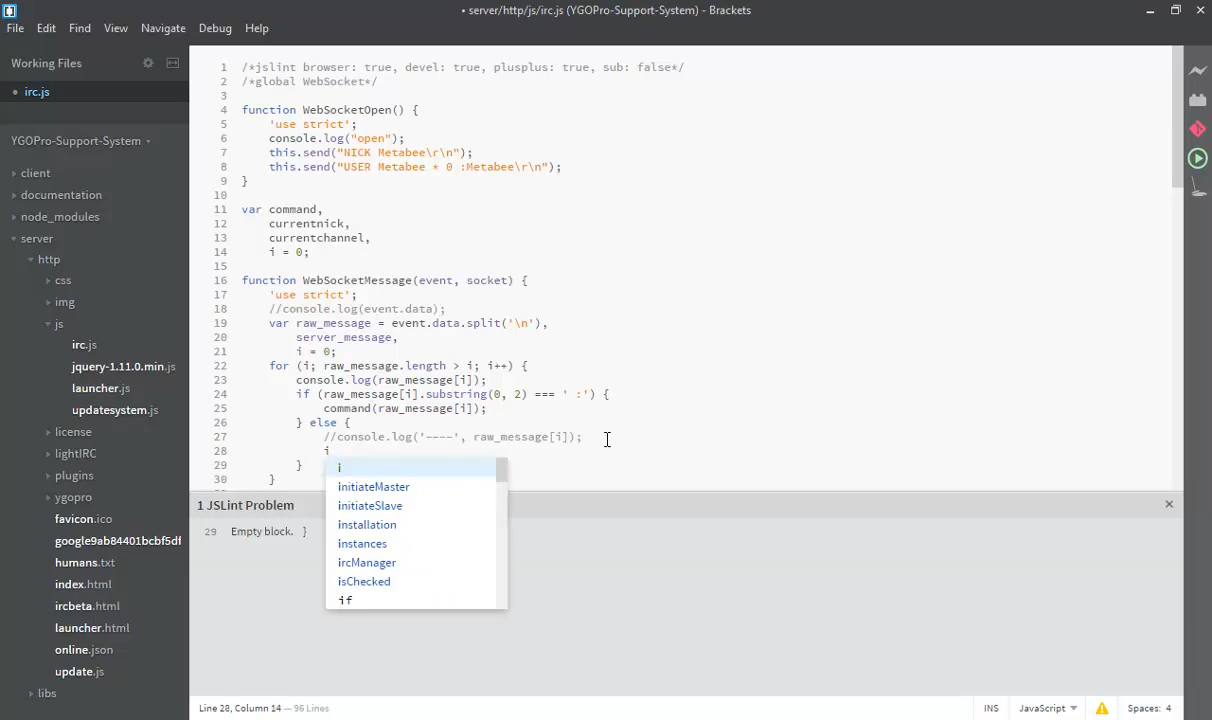 • server/http/js/irc.js (YGOPro-Support-System) - Brackets
File Edit Find View Navigate Debug Help
Working Files
• irc.js
YGOPro-Support-System
client
documentation
node_modules
server
http
css
img
js
irc.js
jquery-1.11.0.min.js
launcher.js
updatesystem.js
license
lightIRC
plugins
ygopro
favicon.ico
google9ab84401bcbf5df
humans.txt
index.html
ircbeta.html
launcher.html
online.json
update.js
libs
1 /*jslint browser: true, devel: true, plusplus: true, sub: false*/
2 /*global WebSocket*/
3
4 function WebSocketOpen() {
5 'use strict';
6 console.log("open");
7 this.send("NICK Metabee\r\n");
8 this.send("USER Metabee * 0 :Metabee\r\n");
9 }
10
11 var command,
12 currentnick,
13 currentchannel,
14 i = 0;
15
16 function WebSocketMessage(event, socket) {
17 'use strict';
18 //console.log(event.data);
19 var raw_message = event.data.split('\n'),
20 server_message,
21 i = 0;
22 for (i; raw_message.length > i; i++) {
23 console.log(raw_message[i]);
24 if (raw_message[i].substring(0, 2) === ' :') {
25 command(raw_message[i]);
26 } else {
27 //console.log('----', raw_message[i]);
28 i
29 }
30 }
i
initiateMaster
initiateSlave
installation
instances
ircManager
isChecked
if
1 JSLint Problem
29 Empty block. }
Line 28, Column 14 — 96 Lines
INS JavaScript Spaces: 4